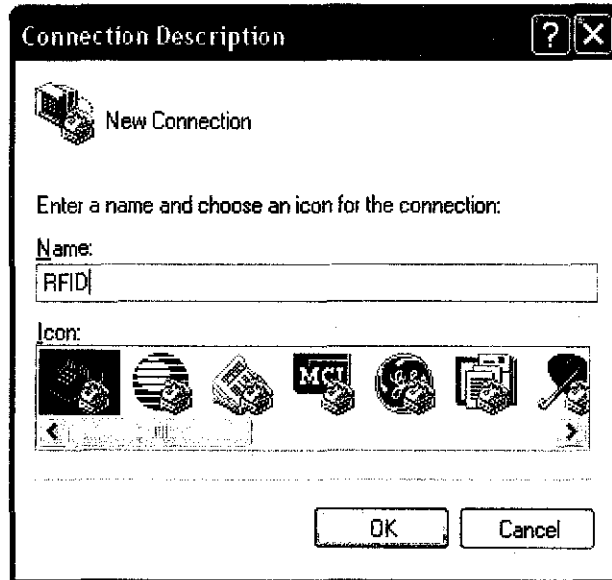 Connection Description
New Connection
Enter a name and choose an icon for the connection:
Name:
RFID
Icon:
MCI
OK
Cancel